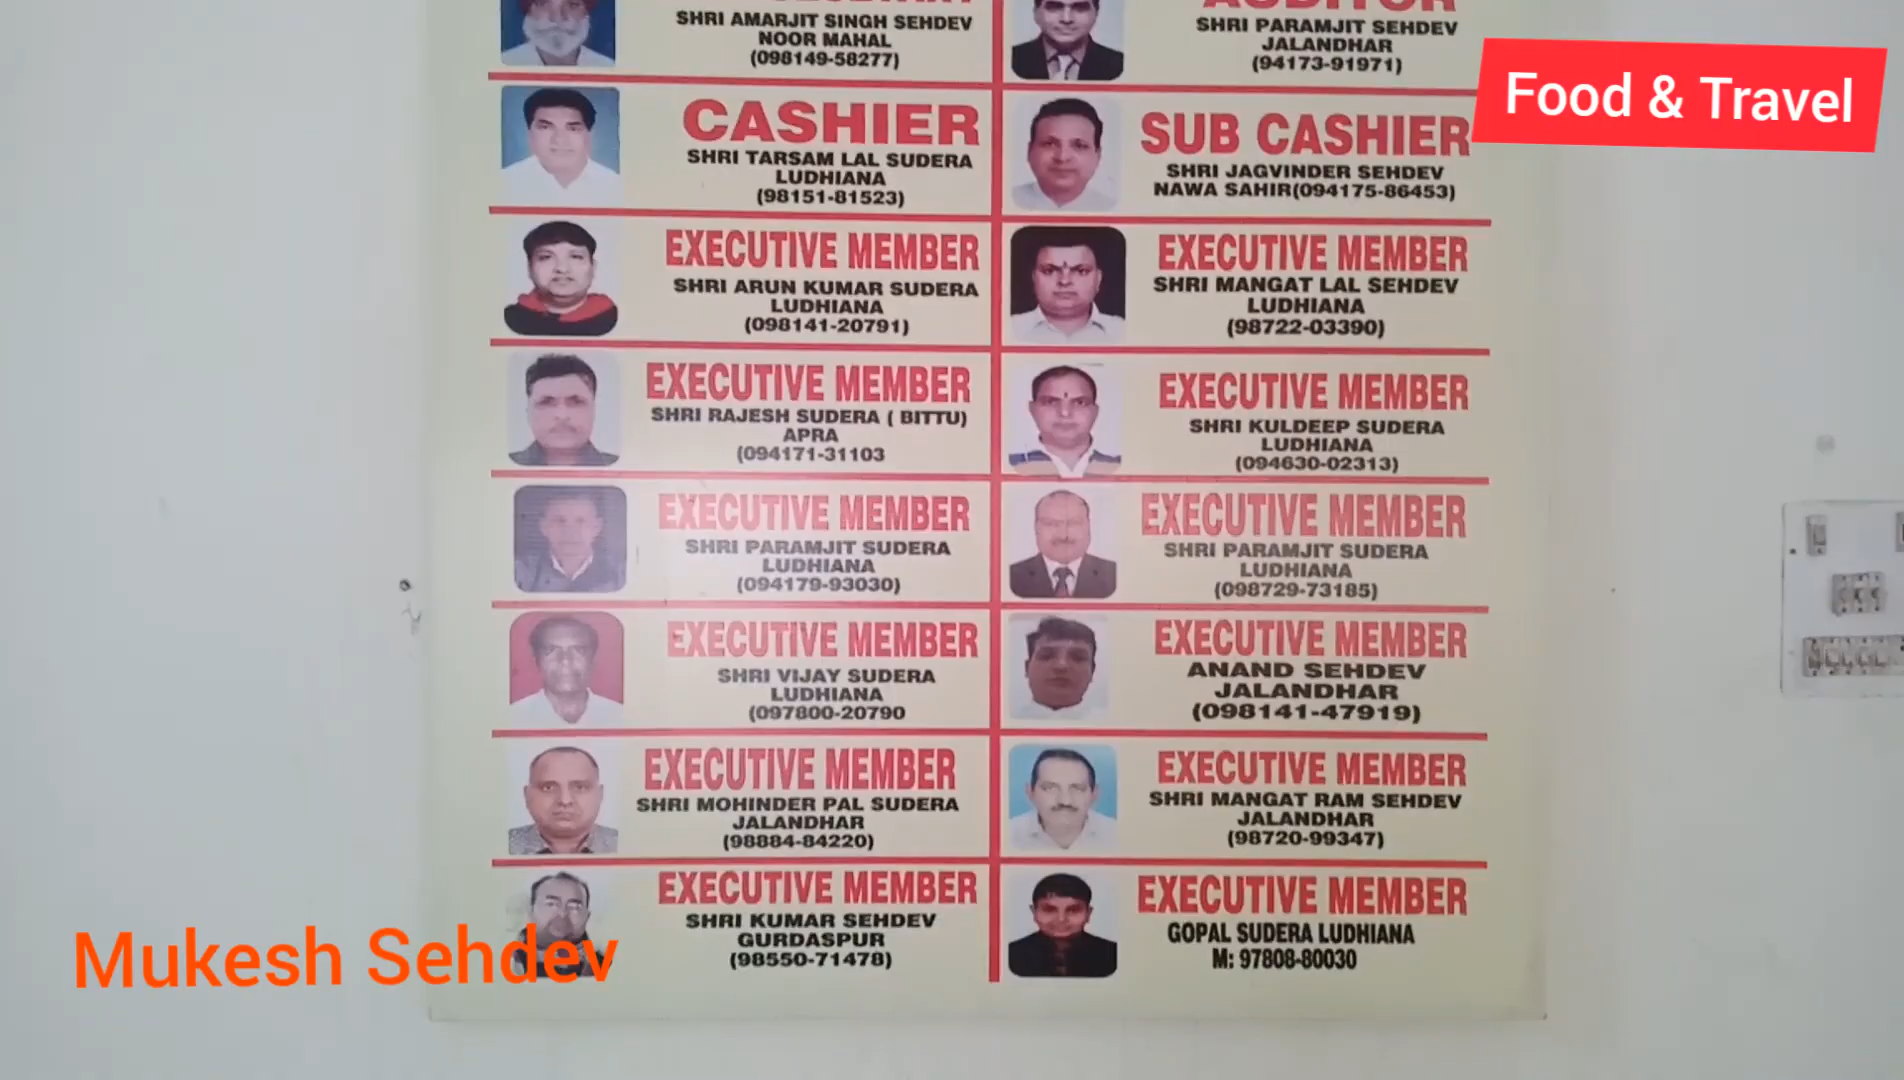 SHRI AMARJIT SINGH SEHDEV
NOOR MAHAL
(098149-58277)
AUDITOR
SHRI PARAMJIT SEHDEV
JALANDHAR
(94173-91971)
Food & Travel
CASHIER
SHRI TARSAM LAL SUDERA
LUDHIANA
(98151-81523)
SUB CASHIER
SHRI JAGVINDER SEHDEV
NAWA SAHIR(094175-86453)
EXECUTIVE MEMBER
SHRI ARUN KUMAR SUDERA
LUDHIANA
(098141-20791)
EXECUTIVE MEMBER
SHRI MANGAT LAL SEHDEV
LUDHIANA
(98722-03390)
EXECUTIVE MEMBER
SHRI RAJESH SUDERA ( BITTU)
APRA
(094171-31103
EXECUTIVE MEMBER
SHRI KULDEEP SUDERA
LUDHIANA
(094630-02313)
EXECUTIVE MEMBER
SHRI PARAMJIT SUDERA
LUDHIANA
(094179-93030)
EXECUTIVE MEMBER
SHRI PARAMJIT SUDERA
LUDHIANA
(098729-73185)
EXECUTIVE MEMBER
SHRI VIJAY SUDERA
LUDHIANA
(097800-20790
EXECUTIVE MEMBER
ANAND SEHDEV
JALANDHAR
(098141-47919)
EXECUTIVE MEMBER
SHRI MOHINDER PAL SUDERA
JALANDHAR
(98884-84220)
EXECUTIVE MEMBER
SHRI MANGAT RAM SEHDEV
JALANDHAR
(98720-99347)
EXECUTIVE MEMBER
SHRI KUMAR SEHDEV
GURDASPUR
(98550-71478)
EXECUTIVE MEMBER
GOPAL SUDERA LUDHIANA
M: 97808-80030
Mukesh Sehdev